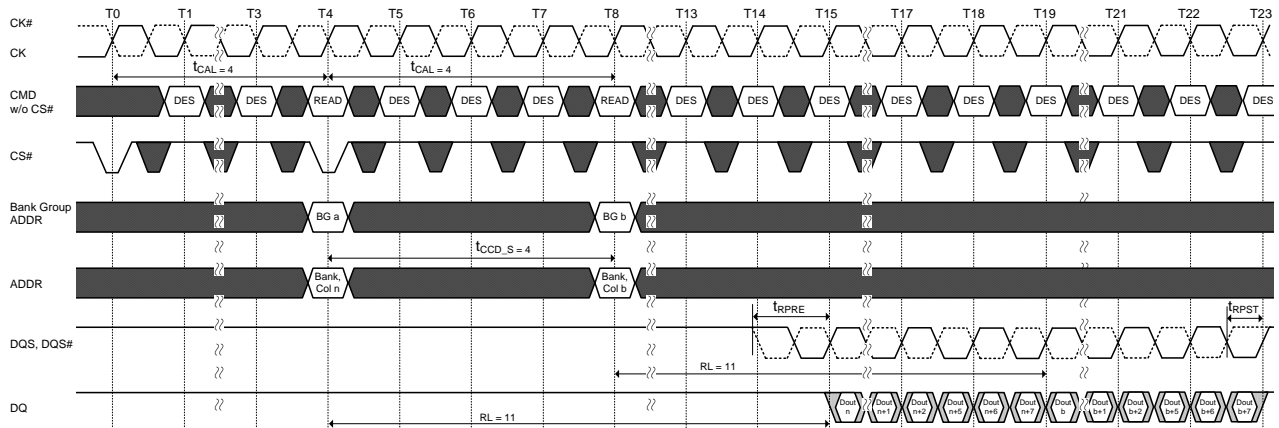 T0 T1 T3 T4 T5 T6 T7 T8 T13 T14 T15 T17 T18 T19 T21 T22 T23
CK#
CK
tCAL = 4 tCAL = 4
CMD
w/o CS#
DES DES READ DES DES DES READ DES DES DES DES DES DES DES DES DES
CS#
Bank Group
ADDR
BG a BG b
tCCD_S = 4
ADDR
Bank,
Col n
Bank,
Col b
tRPRE tRPST
DQS, DQS#
RL = 11
DQ
Dout
n
Dout
n+1
Dout
n+2
Dout
n+5
Dout
n+6
Dout
n+7
Dout
b
Dout
b+1
Dout
b+2
Dout
b+5
Dout
b+6
Dout
b+7
RL = 11